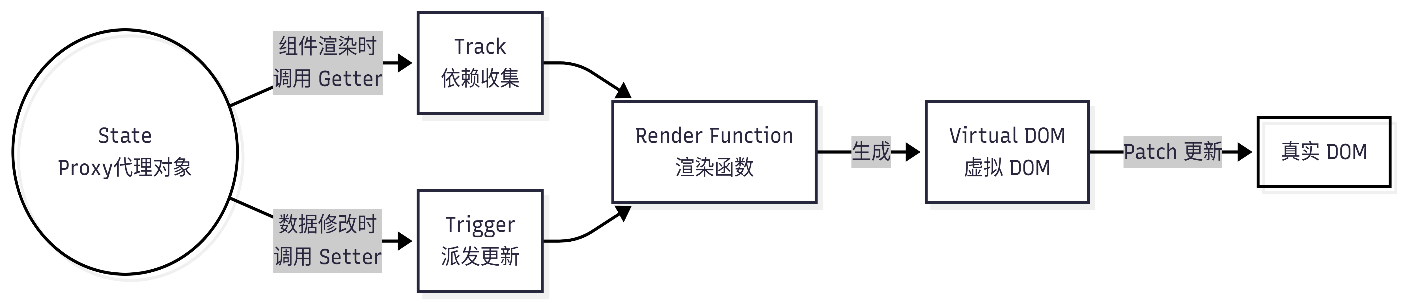 State
Proxy代理对象
组件渲染时
调用 Getter
Track
依赖收集
数据修改时
调用 Setter
Trigger
派发更新
Render Function
渲染函数
生成
Virtual DOM
虚拟 DOM
Patch 更新
真实 DOM